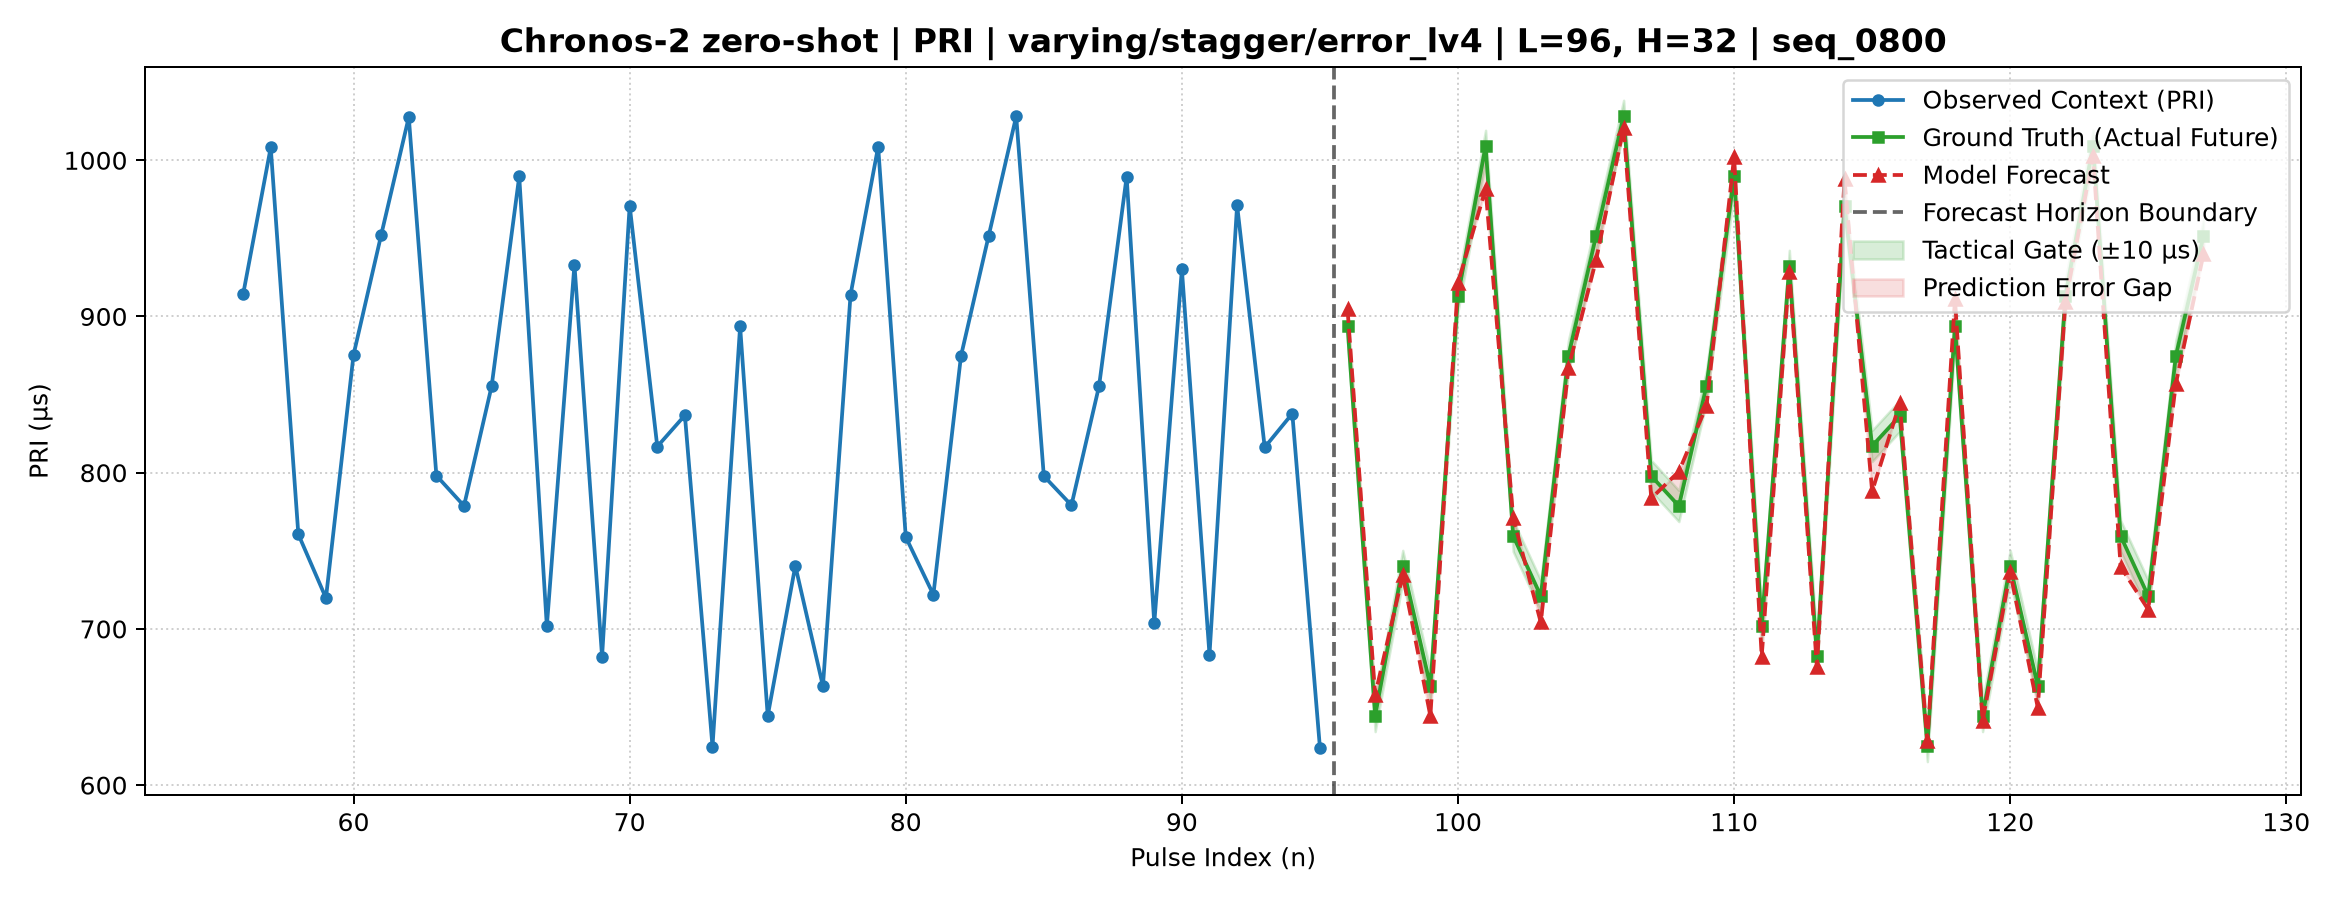 Chronos-2 zero-shot | PRI | varying/stagger/error_lv4 | L=96, H=32 | seq_0800
PRI (µs)
1000
900
800
700
600
Observed Context (PRI)
Ground Truth (Actual Future)
Model Forecast
Forecast Horizon Boundary
Tactical Gate (±10 µs)
Prediction Error Gap
60 70 80 90 100 110 120 130
Pulse Index (n)